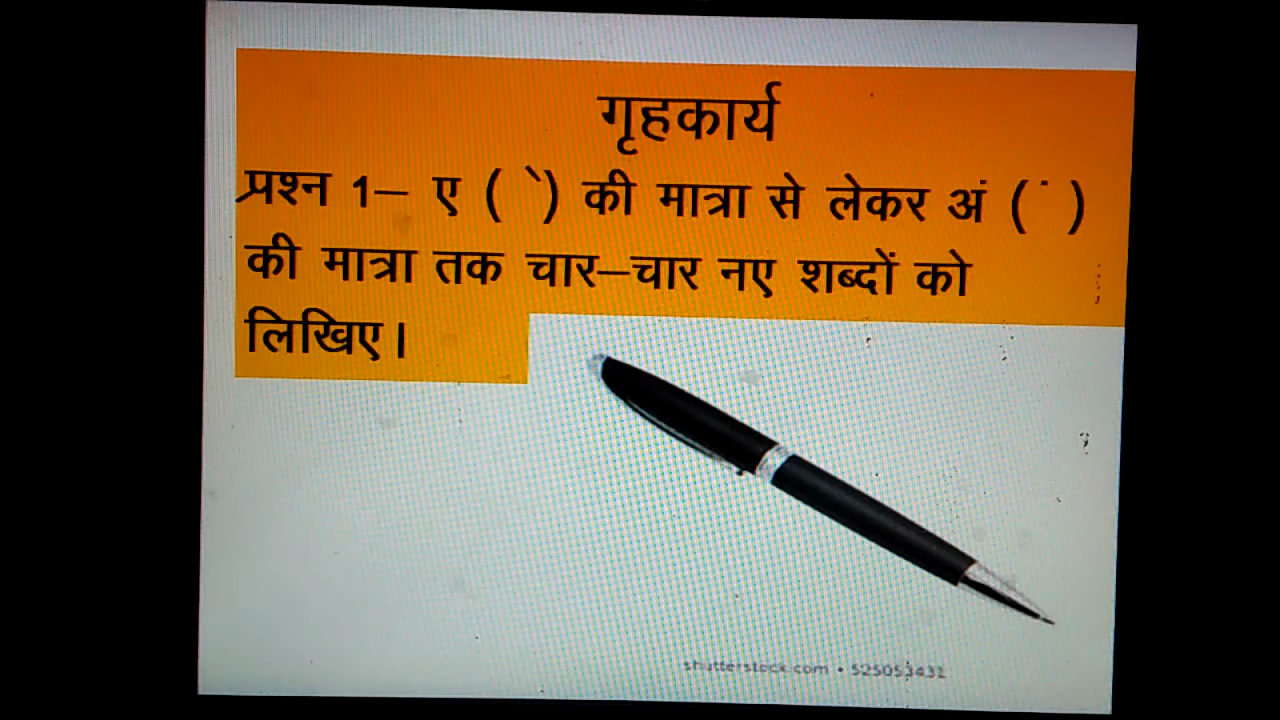 गृहकार्य
प्रश्न 1– ए ( े) की मात्रा से लेकर अं ( ं )
की मात्रा तक चार–चार नए शब्दों को
लिखिए।
shutterstock.com • 525053431